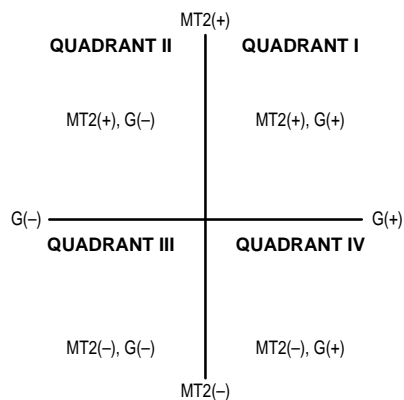 MT2(+)
QUADRANT II QUADRANT I
MT2(+), G(–) MT2(+), G(+)
G(–) G(+)
QUADRANT III QUADRANT IV
MT2(–), G(–) MT2(–), G(+)
MT2(–)